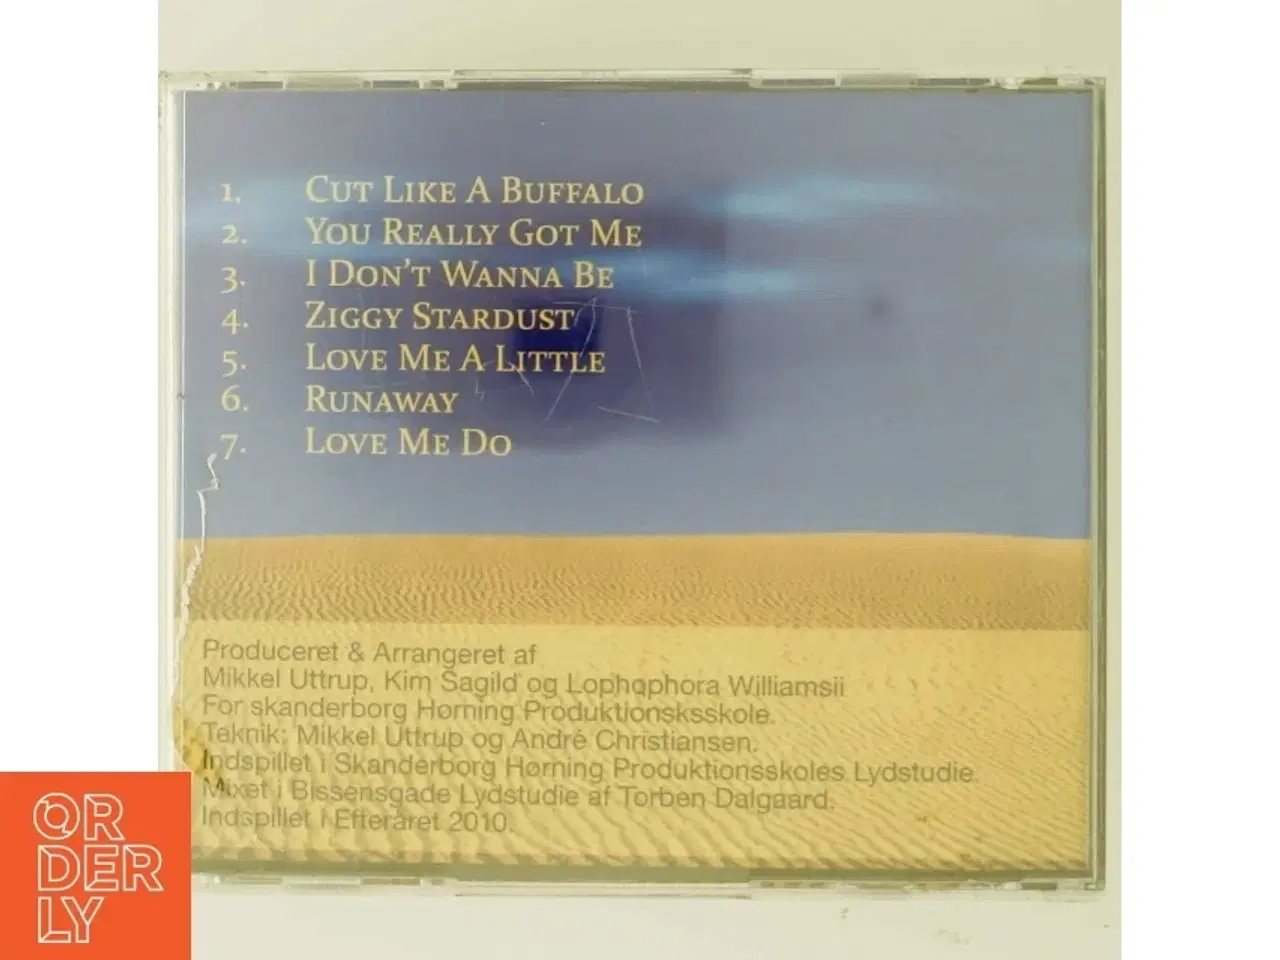 1. Cut Like A Buffalo
2. You Really Got Me
3. I Don't Wanna Be
4. Ziggy Stardust
5. Love Me A Little
6. Runaway
7. Love Me Do
Produceret & Arrangeret af
Mikkel Uttrup, Kim Sagild og Lophophora Williamsii
For skanderborg Hørning Produktionsksskole.
Teknik: Mikkel Uttrup og André Christiansen.
Indspillet i Skanderborg Hørning Produktionsskoles Lydstudie.
Mixet i Bissensgade Lydstudie af Torben Dalgaard.
Indspillet i Efteråret 2010.
OR
DER
LY